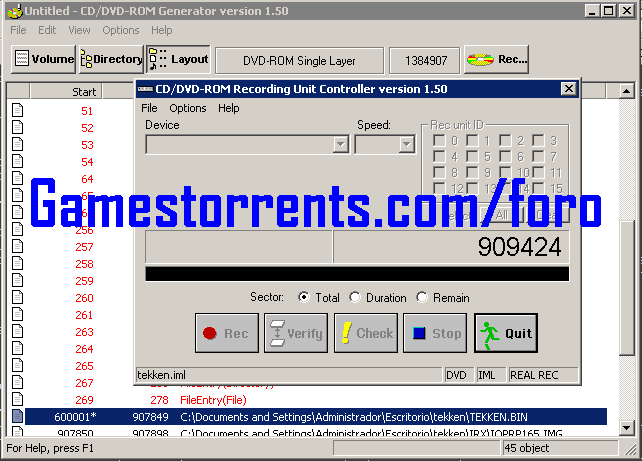 Untitled - CD/DVD-ROM Generator version 1.50
File Edit View Options Help
Volume Directory Layout DVD-ROM Single Layer 1384907 Rec...
Start
CD/DVD-ROM Recording Unit Controller version 1.50
File Options Help
Device Speed: Rec unit ID
0 1 2 3
4 5 6 7
8 9 10 11
12 13 14 15
All
51
52
53
54
64
65
Gamestorrents.com/foro
256
257
258
259
260
261
263
264
265
909424
Sector: Total Duration Remain
Rec Verify Check Stop Quit
tekken.iml DVD IML REAL REC
269 278 FileEntry(File)
600001* 907849 C:\Documents and Settings\Administrador\Escritorio\tekken\TEKKEN.BIN
907850 908998 C:\Documents and Settings\Administrador\Escritorio\tekken\IRX\IOPRP165.IMG
For Help, press F1 45 object